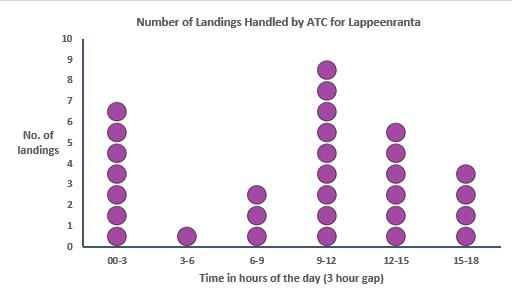 Number of Landings Handled by ATC for Lappeenranta
10
9
8
7
6
5
4
3
2
1
0
No. of
landings
00-3 3-6 6-9 9-12 12-15 15-18
Time in hours of the day (3 hour gap)